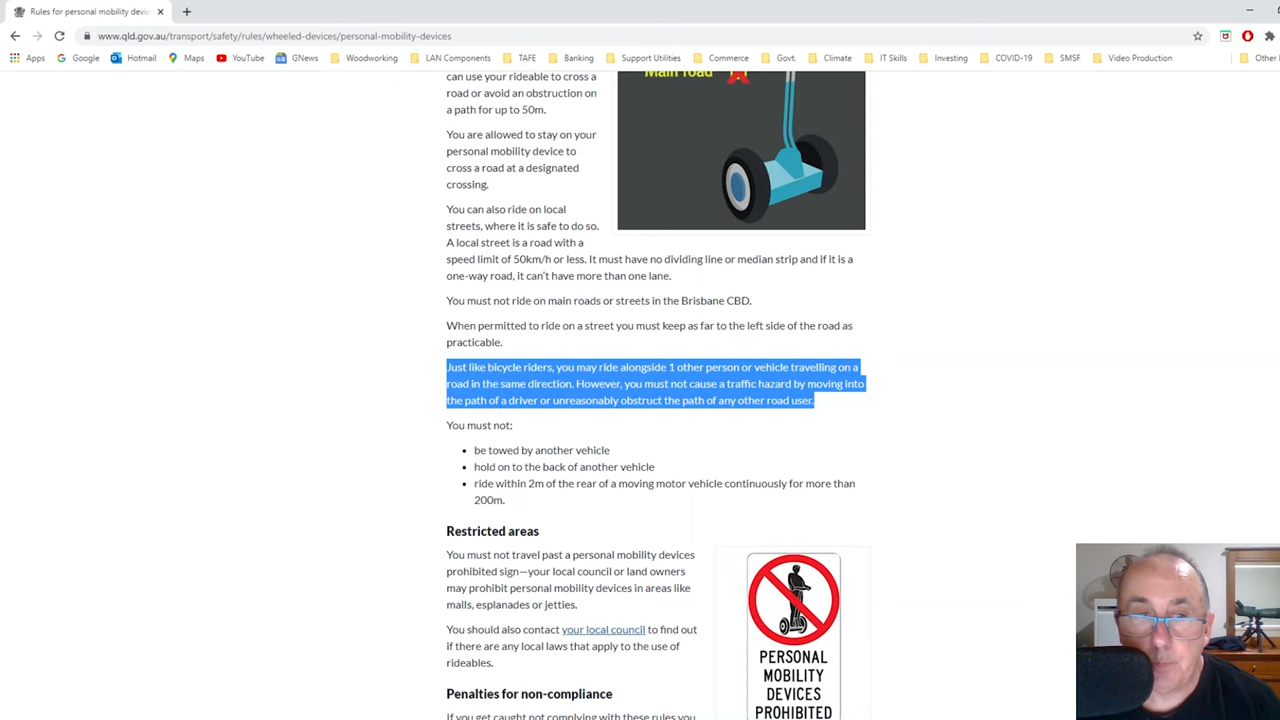 Rules for personal mobility devic
www.qld.gov.au/transport/safety/rules/wheeled-devices/personal-mobility-devices
Apps Google Hotmail Maps YouTube GNews Woodworking LAN Components TAFE Banking Support Utilities Commerce Govt. Climate IT Skills Investing COVID-19 SMSF Video Production Other
can use your rideable to cross a
road or avoid an obstruction on
a path for up to 50m.
Main road
You are allowed to stay on your
personal mobility device to
cross a road at a designated
crossing.
You can also ride on local
streets, where it is safe to do so.
A local street is a road with a
speed limit of 50km/h or less. It must have no dividing line or median strip and if it is a
one-way road, it can't have more than one lane.
You must not ride on main roads or streets in the Brisbane CBD.
When permitted to ride on a street you must keep as far to the left side of the road as
practicable.
Just like bicycle riders, you may ride alongside 1 other person or vehicle travelling on a
road in the same direction. However, you must not cause a traffic hazard by moving into
the path of a driver or unreasonably obstruct the path of any other road user.
You must not:
• be towed by another vehicle
• hold on to the back of another vehicle
• ride within 2m of the rear of a moving motor vehicle continuously for more than
200m.
Restricted areas
You must not travel past a personal mobility devices
prohibited sign—your local council or land owners
may prohibit personal mobility devices in areas like
malls, esplanades or jetties.
You should also contact your local council to find out
if there are any local laws that apply to the use of
rideables.
PERSONAL
MOBILITY
DEVICES
PROHIBITED
Penalties for non-compliance
If you get caught not complying with these rules you